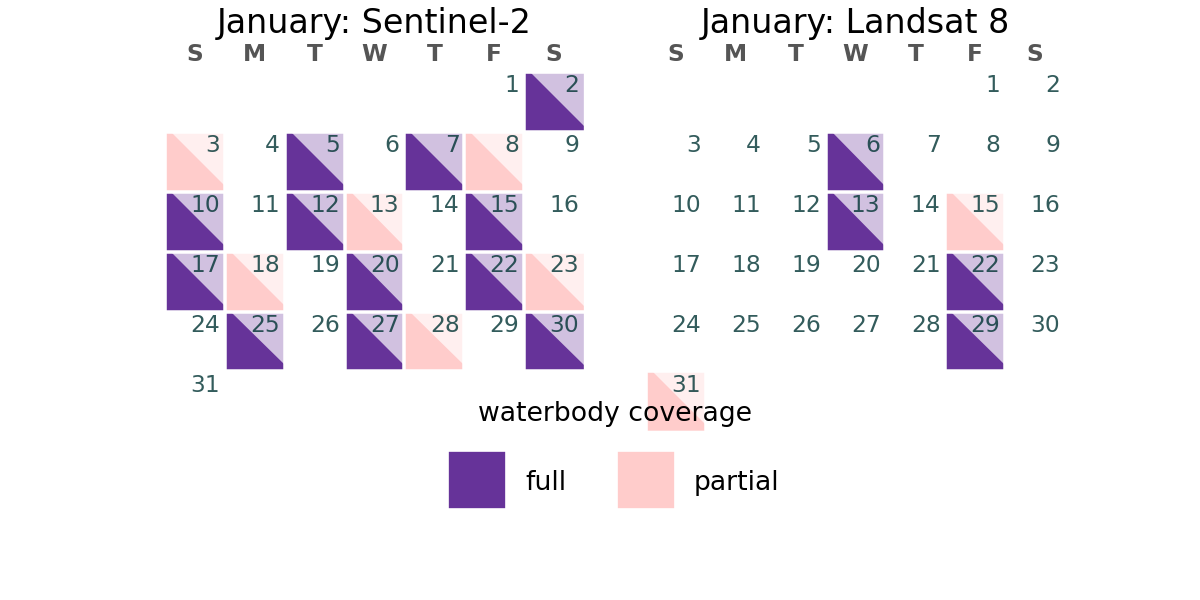 January: Sentinel-2
S M T W T F S
1 2
3 4 5 6 7 8 9
10 11 12 13 14 15 16
17 18 19 20 21 22 23
24 25 26 27 28 29 30
31
January: Landsat 8
S M T W T F S
1 2
3 4 5 6 7 8 9
10 11 12 13 14 15 16
17 18 19 20 21 22 23
24 25 26 27 28 29 30
31
waterbody coverage
full partial